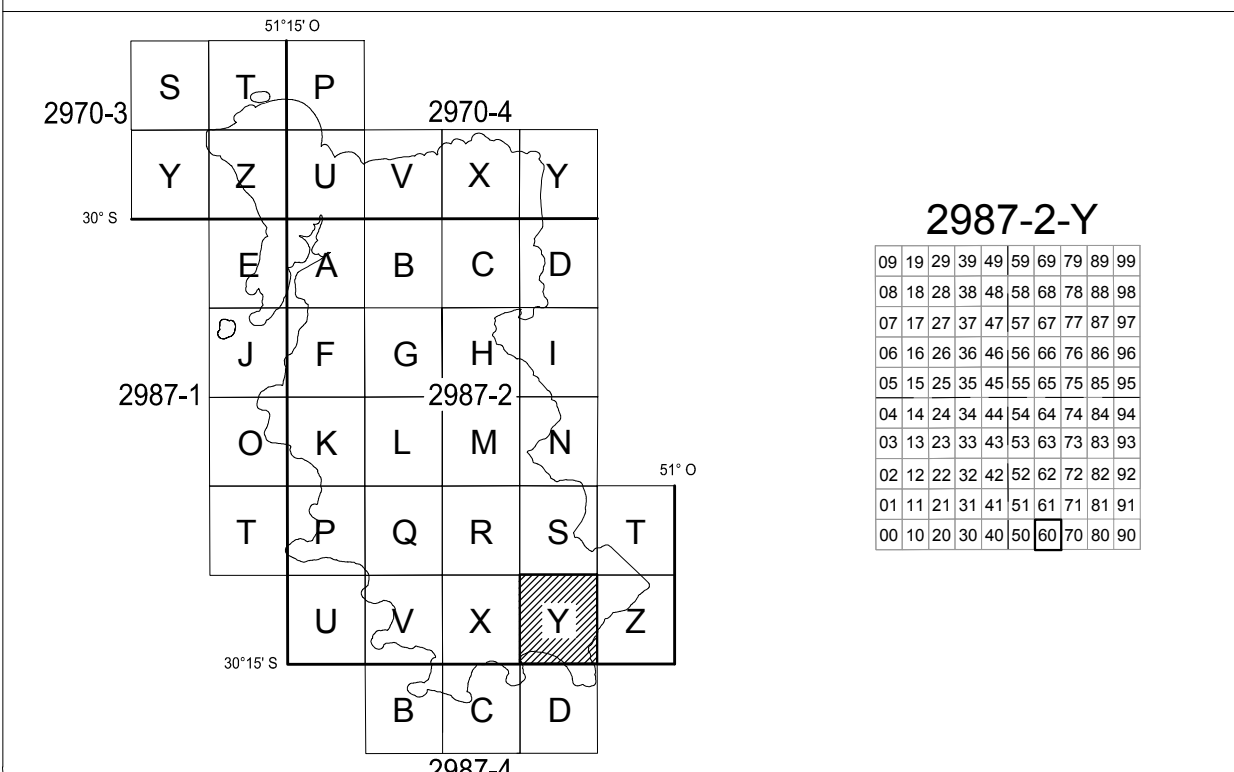 51°15' O
S T P
2970-3
2970-4
Y Z U V X Y
30° S
E A B C D
J F G H I
2987-1
2987-2
O K L M N
51° O
T P Q R S T
U V X Y Z
30°15' S
B C D
2987-4
2987-2-Y
09 19 29 39 49 59 69 79 89 99
08 18 28 38 48 58 68 78 88 98
07 17 27 37 47 57 67 77 87 97
06 16 26 36 46 56 66 76 86 96
05 15 25 35 45 55 65 75 85 95
04 14 24 34 44 54 64 74 84 94
03 13 23 33 43 53 63 73 83 93
02 12 22 32 42 52 62 72 82 92
01 11 21 31 41 51 61 71 81 91
00 10 20 30 40 50 60 70 80 90